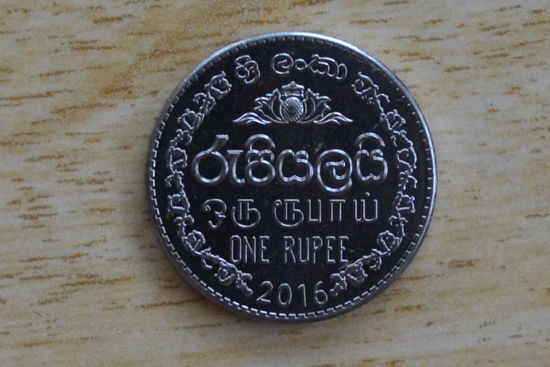 ශ්‍රී ලංකා
රුපියලයි
ஒரு ரூபாய்
ONE RUPEE
2016